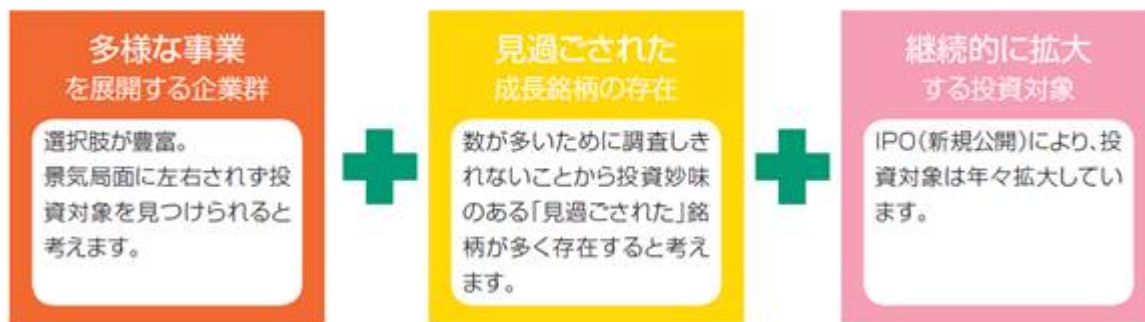 多様な事業
を展開する企業群
選択肢が豊富。
景気局面に左右されず投
資対象を見つけられると
考えます。
見過ごされた
成長銘柄の存在
数が多いために調査しき
れないことから投資妙味
のある「見過ごされた」銘
柄が多く存在すると考え
ます。
継続的に拡大
する投資対象
IPO(新規公開)により、投
資対象は年々拡大してい
ます。